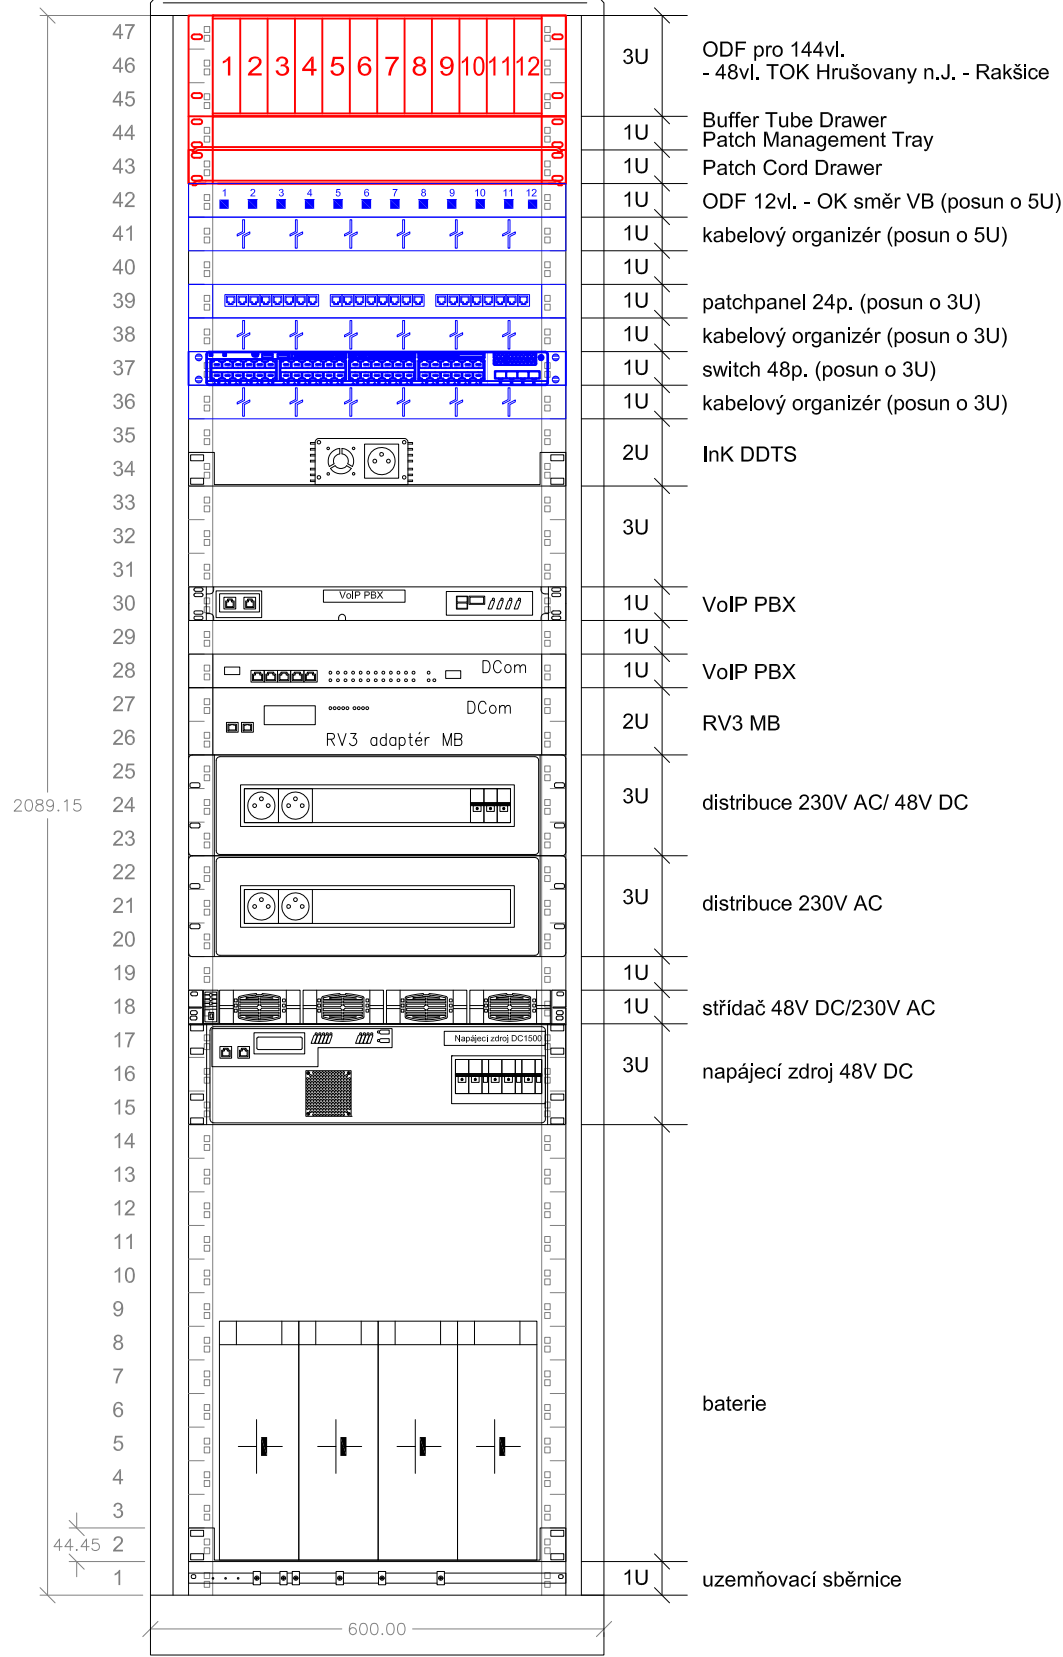 47
46
45
44
43
42
41
40
39
38
37
36
35
34
33
32
31
30
29
28
27
26
25
24
23
22
21
20
19
18
17
16
15
14
13
12
11
10
9
8
7
6
5
4
3
2
1
2089.15
44.45
600.00
1 2 3 4 5 6 7 8 9 10 11 12
1 2 3 4 5 6 7 8 9 10 11 12
VoIP PBX
DCom
DCom
RV3 adaptér MB
Napájecí zdroj DC1500
3U
ODF pro 144vl.
- 48vl. TOK Hrušovany n.J. - Rakšice
1U
Buffer Tube Drawer
Patch Management Tray
1U
Patch Cord Drawer
1U
ODF 12vl. - OK směr VB (posun o 5U)
1U
kabelový organizér (posun o 5U)
1U
1U
patchpanel 24p. (posun o 3U)
1U
kabelový organizér (posun o 3U)
1U
switch 48p. (posun o 3U)
1U
kabelový organizér (posun o 3U)
2U
InK DDTS
3U
1U
VoIP PBX
1U
1U
VoIP PBX
2U
RV3 MB
3U
distribuce 230V AC/ 48V DC
3U
distribuce 230V AC
1U
1U
střídač 48V DC/230V AC
3U
napájecí zdroj 48V DC
baterie
1U
uzemňovací sběrnice